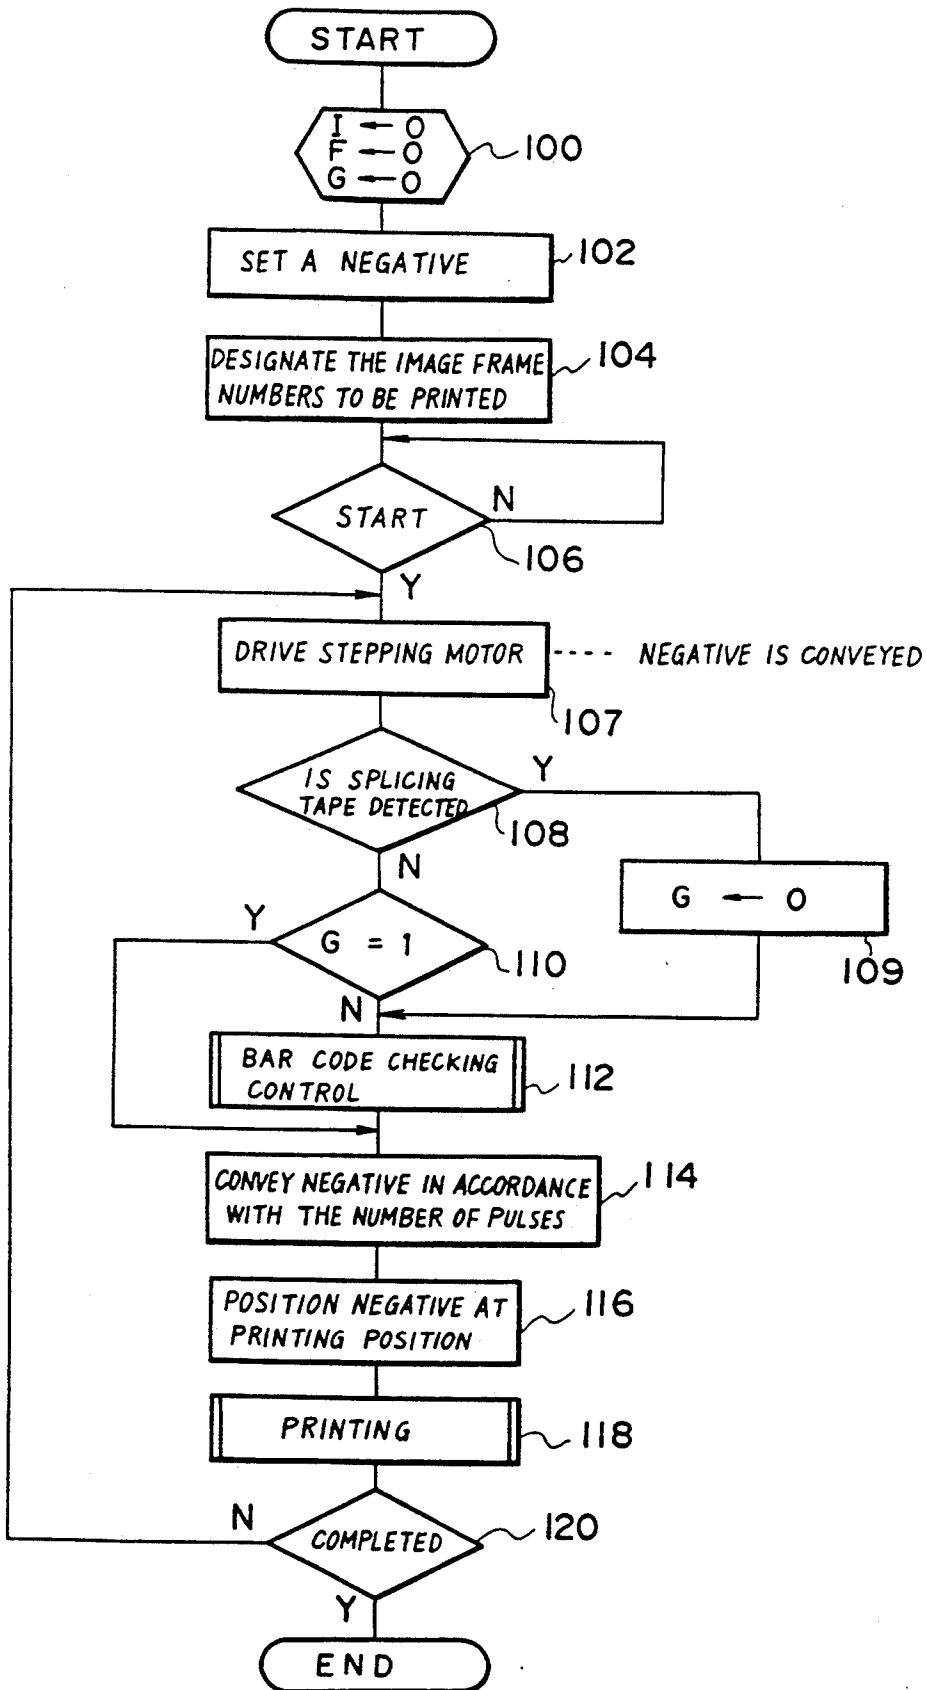 START
I ← 0
F ← 0
G ← 0
100
SET A NEGATIVE
102
DESIGNATE THE IMAGE FRAME
NUMBERS TO BE PRINTED
104
START
N
106
Y
DRIVE STEPPING MOTOR
---- NEGATIVE IS CONVEYED
107
IS SPLICING
TAPE DETECTED
Y
108
N
G ← 0
109
G = 1
Y
110
N
BAR CODE CHECKING
CONTROL
112
CONVEY NEGATIVE IN ACCORDANCE
WITH THE NUMBER OF PULSES
114
POSITION NEGATIVE AT
PRINTING POSITION
116
PRINTING
118
COMPLETED
N
120
Y
END